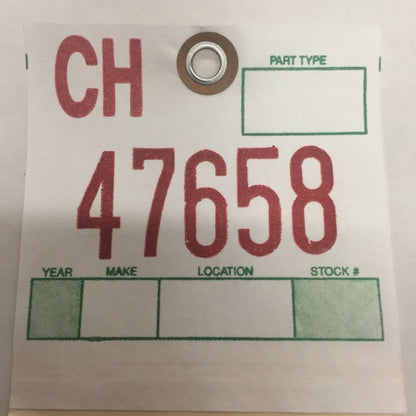 CH
PART TYPE
47658
YEAR MAKE LOCATION STOCK #